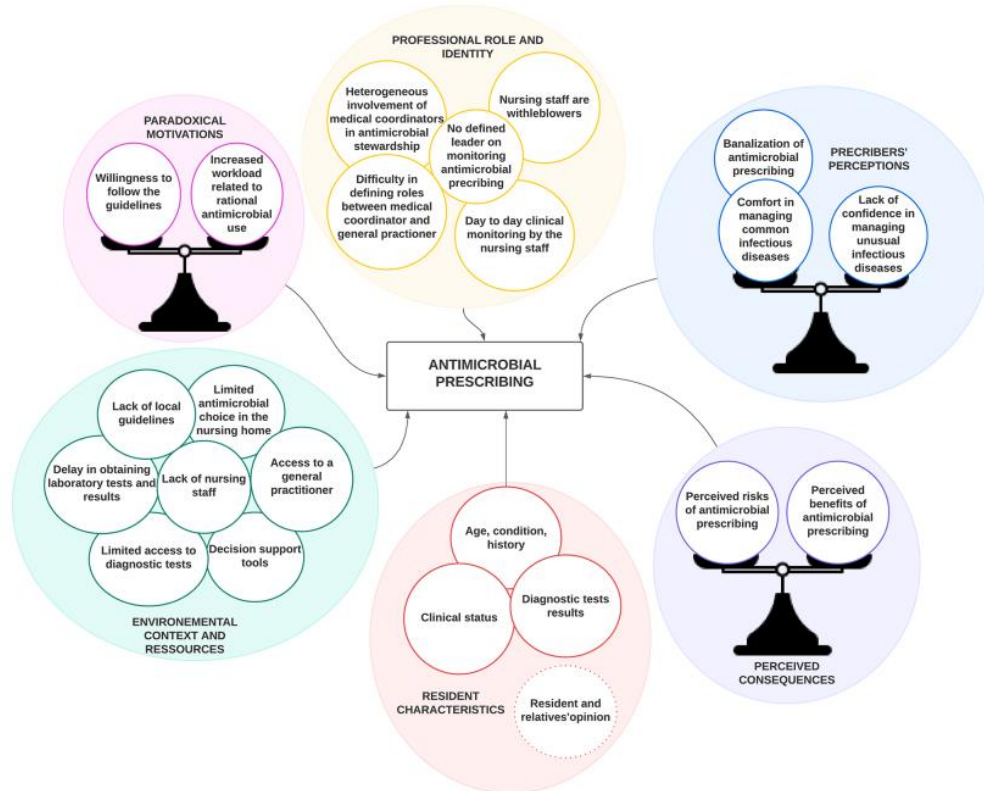 PROFESSIONAL ROLE AND
IDENTITY
Heterogeneous
involvement of
medical coordinators
in antimicrobial
stewardship
Nursing staff are
withleblowers
No defined
leader on
monitoring
antimicrobial
precribing
Difficulty in
defining roles
between medical
coordinator and
general practioner
Day to day clinical
monitoring by the
nursing staff
PARADOXICAL
MOTIVATIONS
Willingness to
follow the
guidelines
Increased
workload
related to
rational
antimicrobial
use
PRECRIBERS'
PERCEPTIONS
Banalization of
antimicrobial
prescribing
Comfort in
managing
common
infectious
diseases
Lack of
confidence in
managing
unusual
infectious
diseases
ANTIMICROBIAL
PRESCRIBING
Lack of local
guidelines
Limited
antimicrobial
choice in the
nursing home
Delay in obtaining
laboratory tests and
results
Lack of nursing
staff
Access to a
general
practitioner
Limited access to
diagnostic tests
Decision support
tools
ENVIRONEMENTAL
CONTEXT AND
RESSOURCES
Age, condition,
history
Clinical status
Diagnostic tests
results
RESIDENT
CHARACTERISTICS
Resident and
relatives'opinion
Perceived risks
of antimicrobial
prescribing
Perceived
benefits of
antimicrobial
prescribing
PERCEIVED
CONSEQUENCES